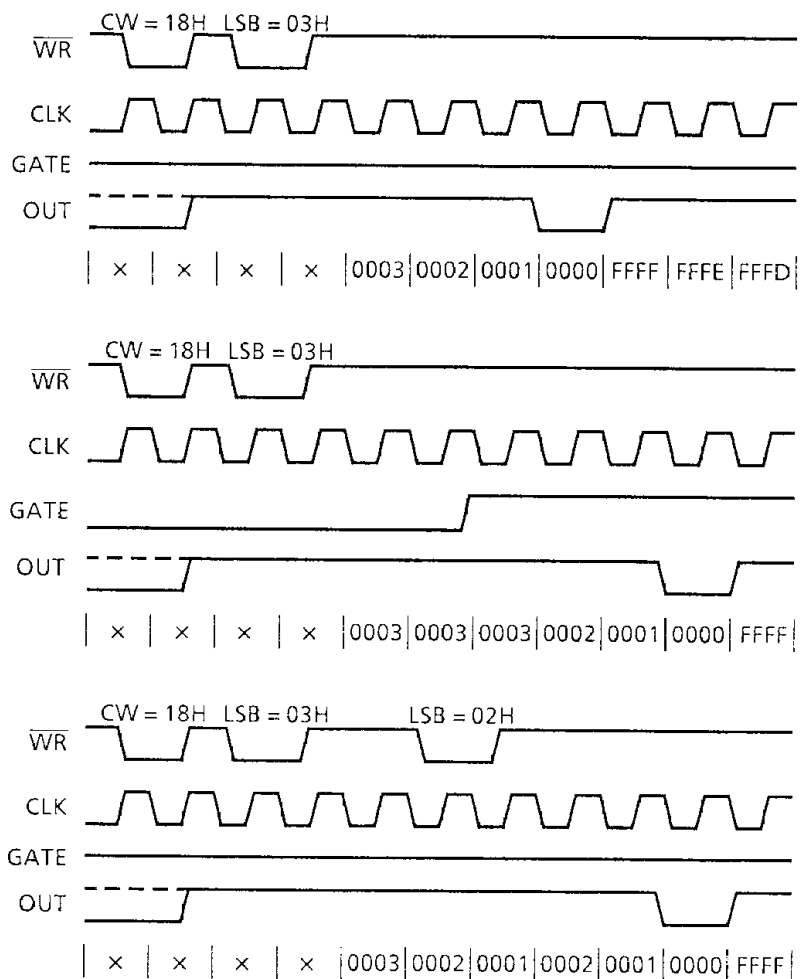 CW = 18H LSB = 03H
WR
CLK
GATE
OUT
× × × × 0003 0002 0001 0000 FFFF FFFE FFFD
CW = 18H LSB = 03H
WR
CLK
GATE
OUT
× × × × 0003 0003 0003 0002 0001 0000 FFFF
CW = 18H LSB = 03H LSB = 02H
WR
CLK
GATE
OUT
× × × × 0003 0002 0001 0002 0001 0000 FFFF